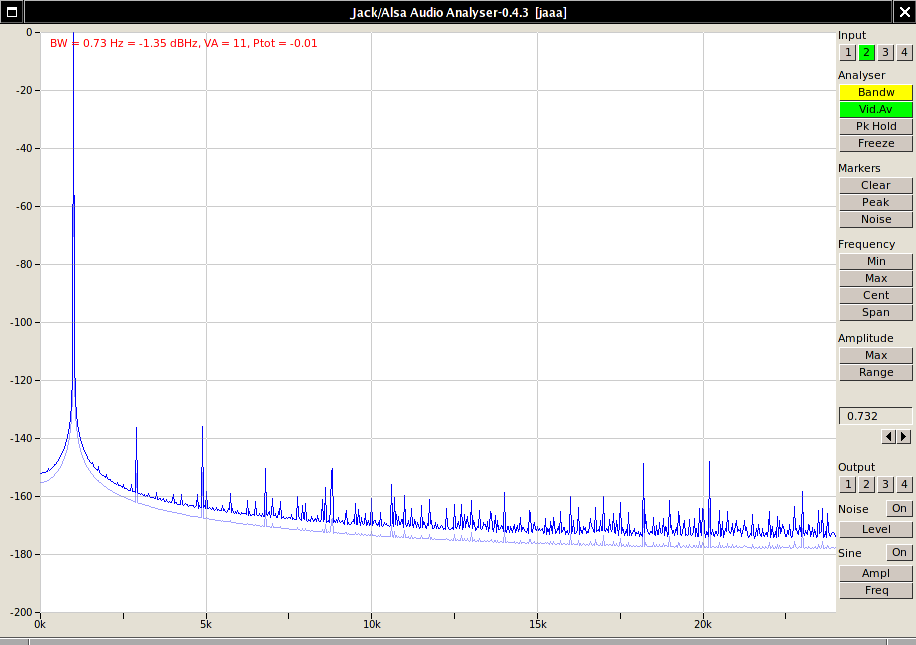 Jack/Alsa Audio Analyser-0.4.3 [jaaa]
BW = 0.73 Hz = -1.35 dBHz, VA = 11, Ptot = -0.01
0
-20
-40
-60
-80
-100
-120
-140
-160
-180
-200
0k 5k 10k 15k 20k
Input
1 2 3 4
Analyser
Bandw
Vid.Av
Pk Hold
Freeze
Markers
Clear
Peak
Noise
Frequency
Min
Max
Cent
Span
Amplitude
Max
Range
0.732
Output
1 2 3 4
Noise On
Level
Sine On
Ampl
Freq